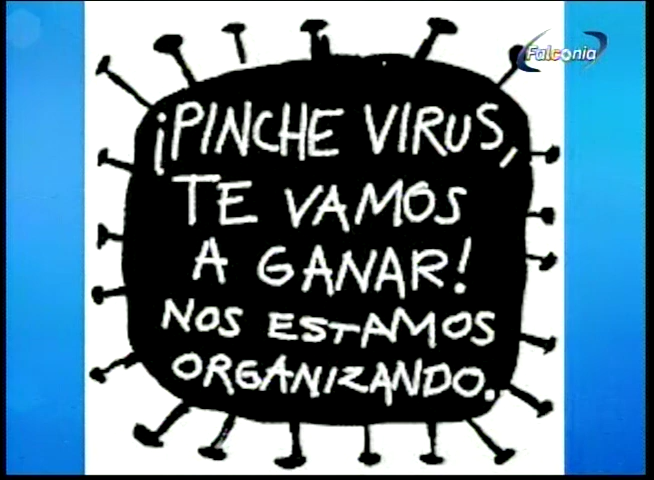 Falconia
¡PINCHE VIRUS,
TE VAMOS
A GANAR!
NOS ESTAMOS
ORGANIZANDO.